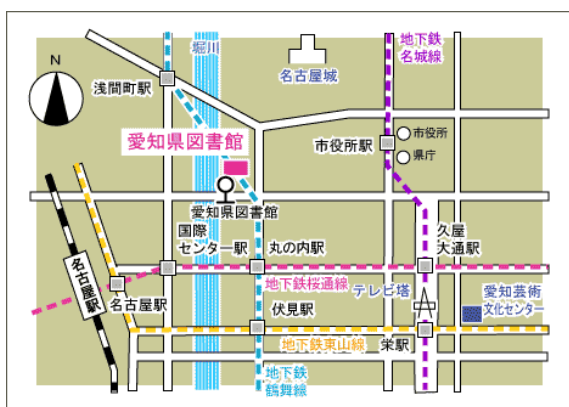 N
堀川
地下鉄
名城線
名古屋城
浅間町駅
愛知県図書館
市役所駅
市役所
県庁
愛知県図書館
国際
センター駅
丸の内駅
久屋
大通駅
名古屋駅
名古屋駅
地下鉄桜通線
テレビ塔
愛知芸術
文化センター
伏見駅
地下鉄東山線
栄駅
地下鉄
鶴舞線